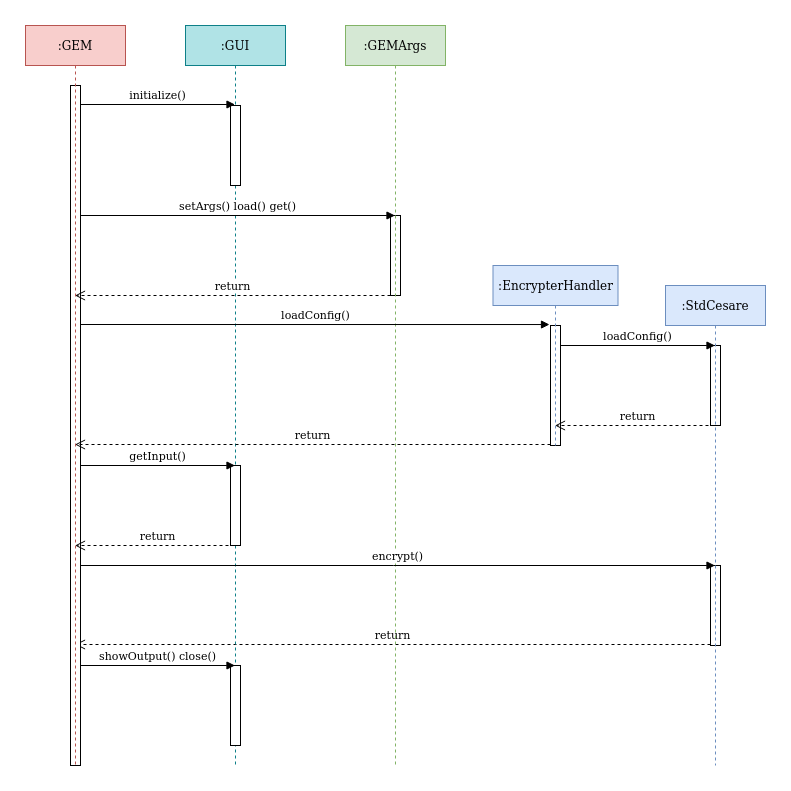 :GEM
:GUI
:GEMArgs
initialize()
setArgs() load() get()
:EncrypterHandler
return
:StdCesare
loadConfig()
loadConfig()
return
return
getInput()
return
encrypt()
return
showOutput() close()